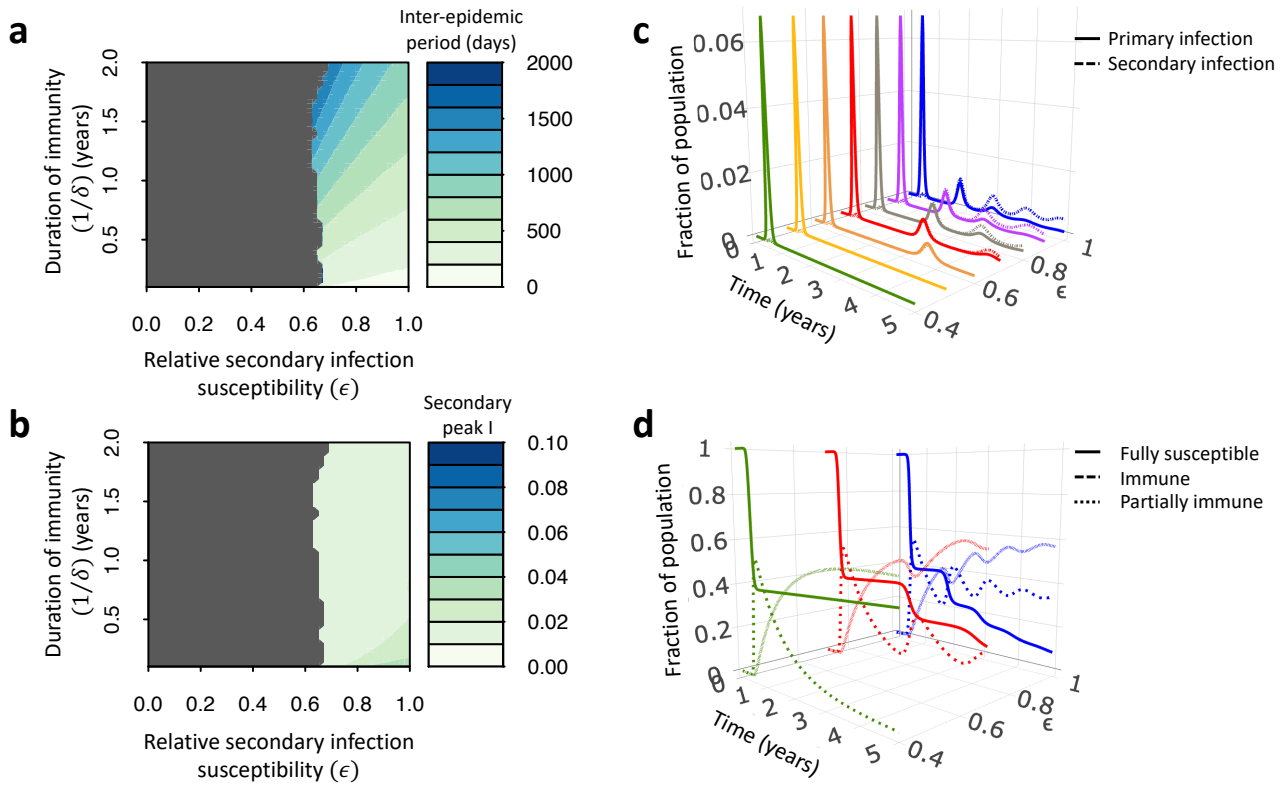 a
Inter-epidemic
period (days)
Duration of immunity
(1/δ) (years)
2.0
1.5
1.0
0.5
0.0 0.2 0.4 0.6 0.8 1.0
Relative secondary infection
susceptibility (ϵ)
2000
1500
1000
500
0
b
Secondary
peak I
Duration of immunity
(1/δ) (years)
2.0
1.5
1.0
0.5
0.0 0.2 0.4 0.6 0.8 1.0
Relative secondary infection
susceptibility (ϵ)
0.10
0.08
0.06
0.04
0.02
0.00
c
Primary infection
Secondary infection
Fraction of population
0.06
0.04
0.02
0
0 1 2 3 4 5
Time (years)
0.4 0.6 0.8 1
ϵ
d
Fully susceptible
Immune
Partially immune
Fraction of population
1
0.8
0.6
0.4
0.2
0
0 1 2 3 4 5
Time (years)
0.4 0.6 0.8 1
ϵ